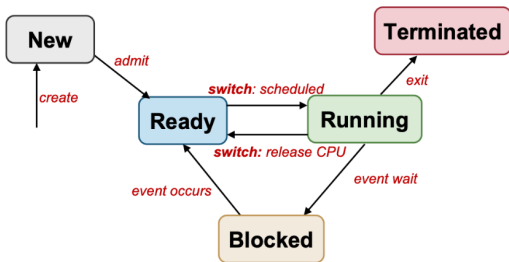 New
Terminated
admit
exit
create
switch: scheduled
Ready
Running
switch: release CPU
event occurs
event wait
Blocked